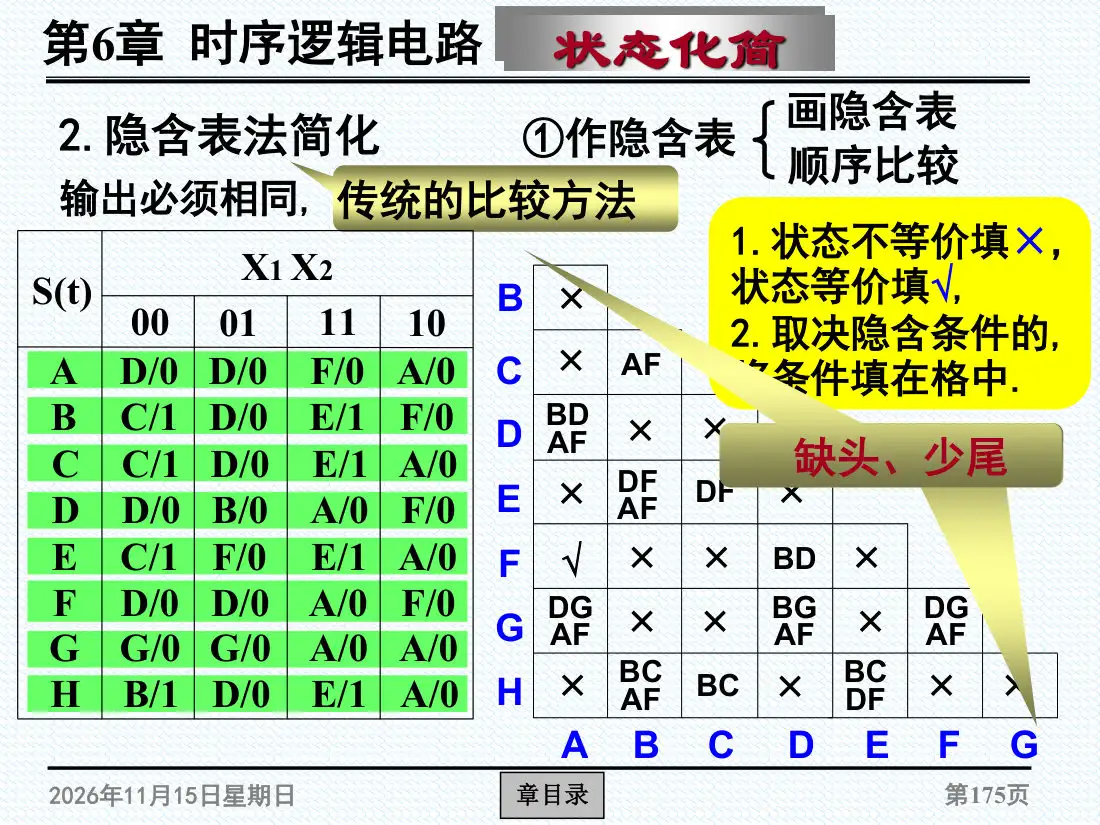 第6章 时序逻辑电路
状态化简
2.隐含表法简化
①作隐含表 { 画隐含表
顺序比较
输出必须相同,
传统的比较方法
1.状态不等价填×，
状态等价填√,
2.取决隐含条件的,
条件填在格中.
缺头、少尾
S(t) X1 X2
00 01 11 10
A D/0 D/0 F/0 A/0
B C/1 D/0 E/1 F/0
C C/1 D/0 E/1 A/0
D D/0 B/0 A/0 F/0
E C/1 F/0 E/1 A/0
F D/0 D/0 A/0 F/0
G G/0 G/0 A/0 A/0
H B/1 D/0 E/1 A/0
B ×
C × AF
D BD AF × ×
E × DF AF DF ×
F √ × × BD ×
G DG AF × × BG AF × DG AF
H × BC AF BC × BC DF × ×
A B C D E F G
2026年11月15日星期日
章目录
第175页